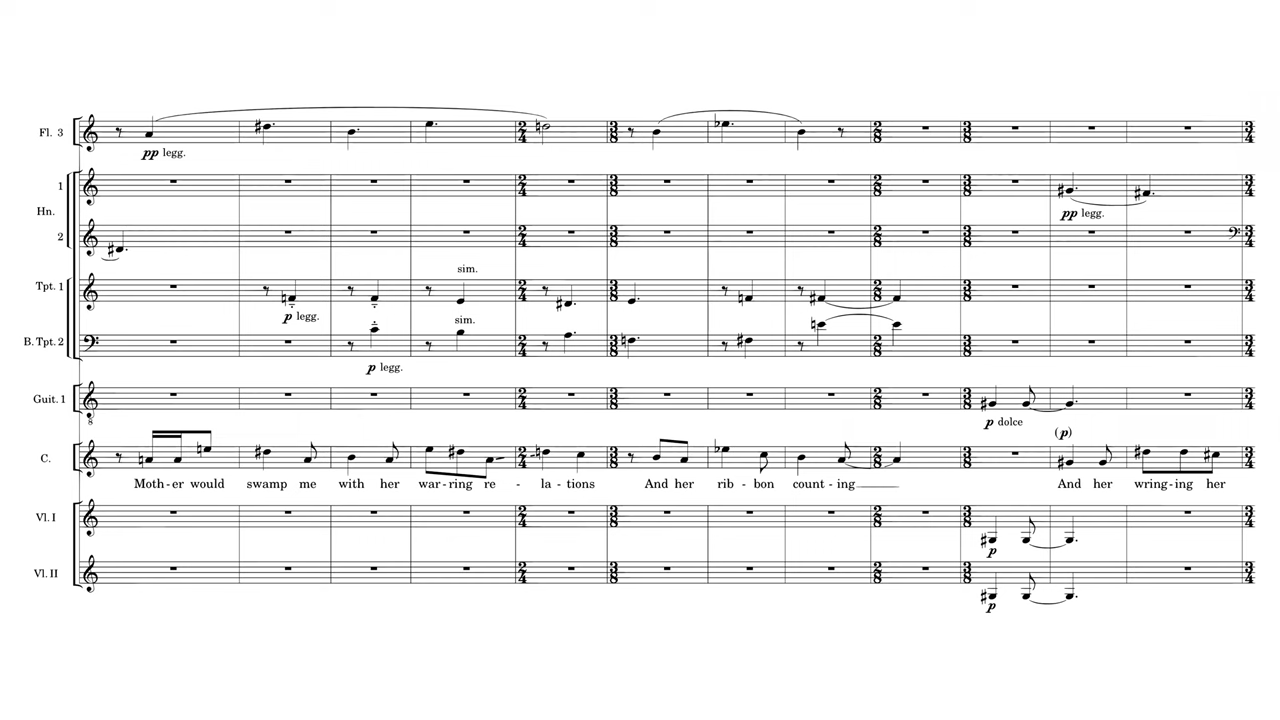 Fl. 3
pp legg.
1
Hn.
pp legg.
2
sim.
Tpt. 1
p legg.
sim.
B. Tpt. 2
p legg.
Guit. 1
p dolce
(p)
C.
Moth - er would swamp me with her war - ring re - la - tions And her rib - bon count - ing And her wring - ing her
Vl. I
p
Vl. II
p